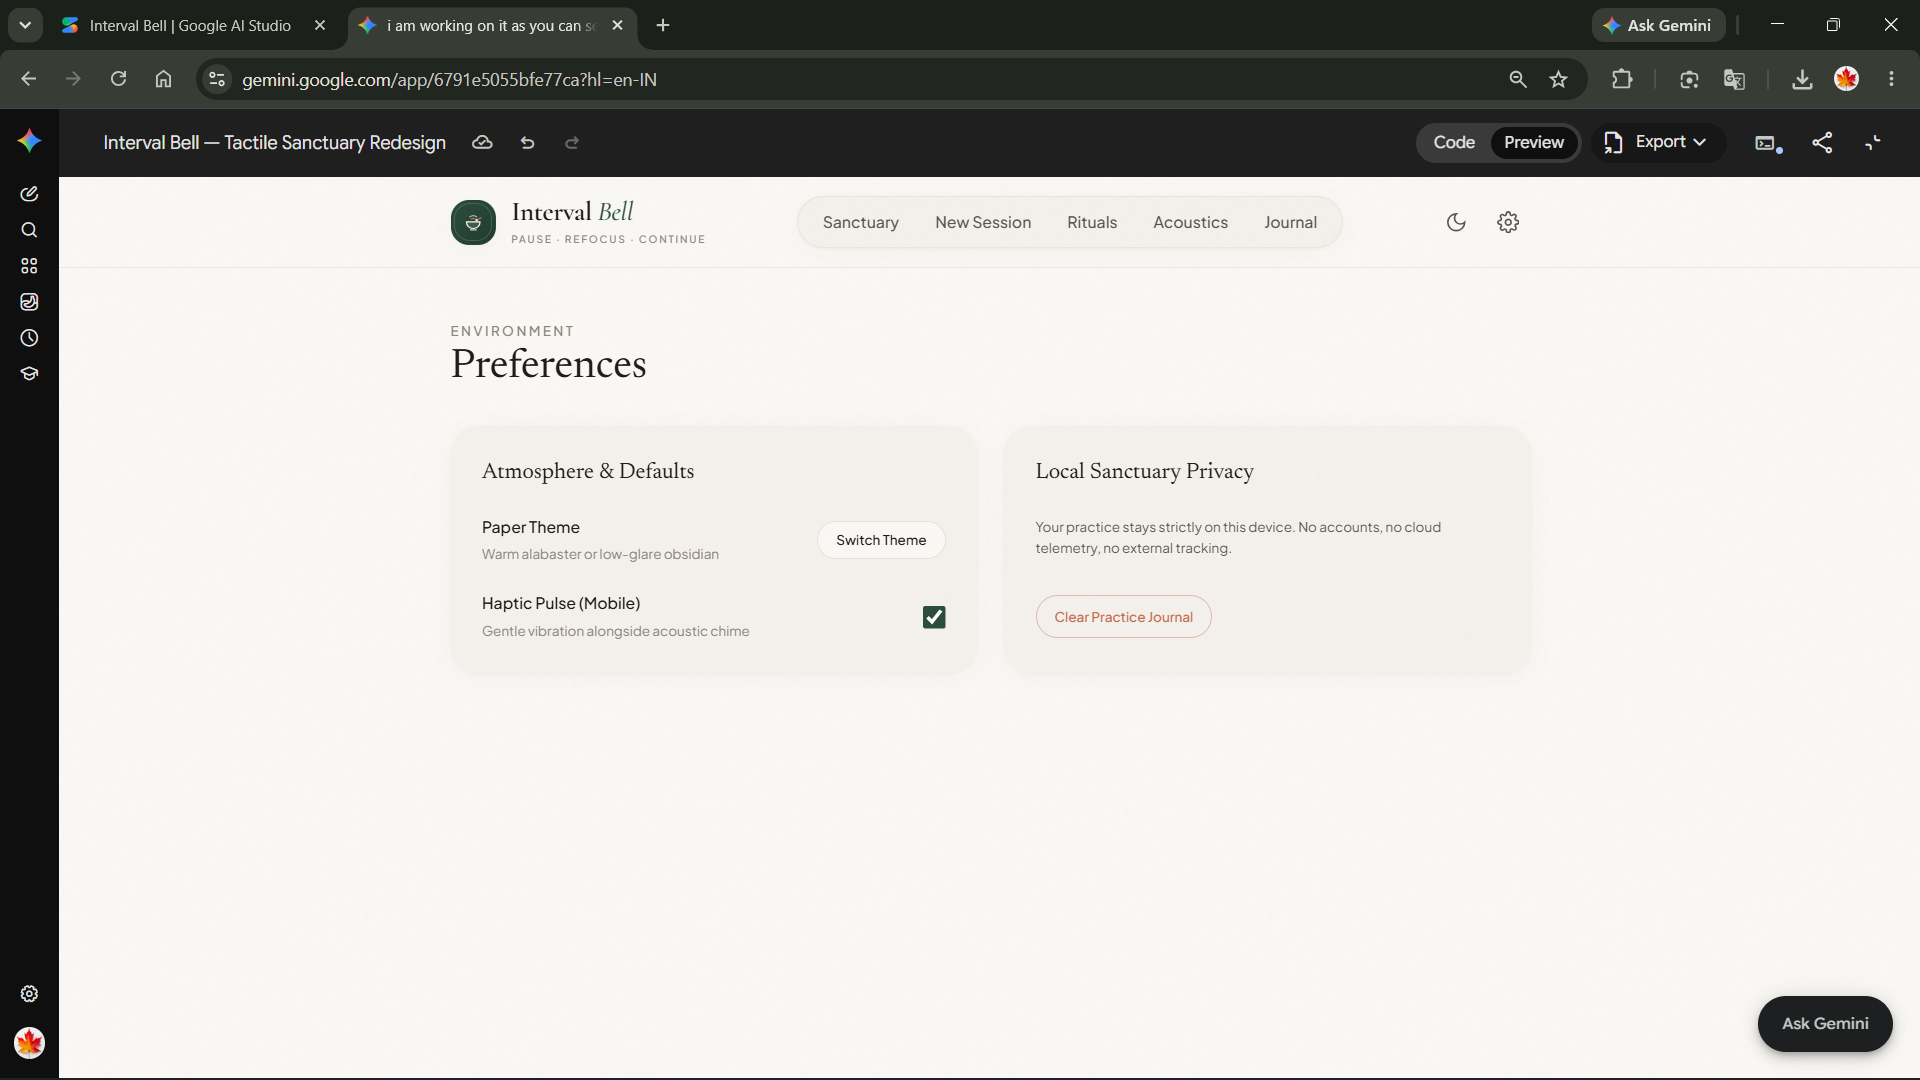 Interval Bell | Google AI Studio
i am working on it as you can se
Ask Gemini
gemini.google.com/app/6791e5055bfe77ca?hl=en-IN
Interval Bell — Tactile Sanctuary Redesign
Code
Preview
Export
Interval Bell
PAUSE · REFOCUS · CONTINUE
Sanctuary
New Session
Rituals
Acoustics
Journal
ENVIRONMENT
Preferences
Atmosphere & Defaults
Paper Theme
Warm alabaster or low-glare obsidian
Switch Theme
Haptic Pulse (Mobile)
Gentle vibration alongside acoustic chime
Local Sanctuary Privacy
Your practice stays strictly on this device. No accounts, no cloud
telemetry, no external tracking.
Clear Practice Journal
Ask Gemini